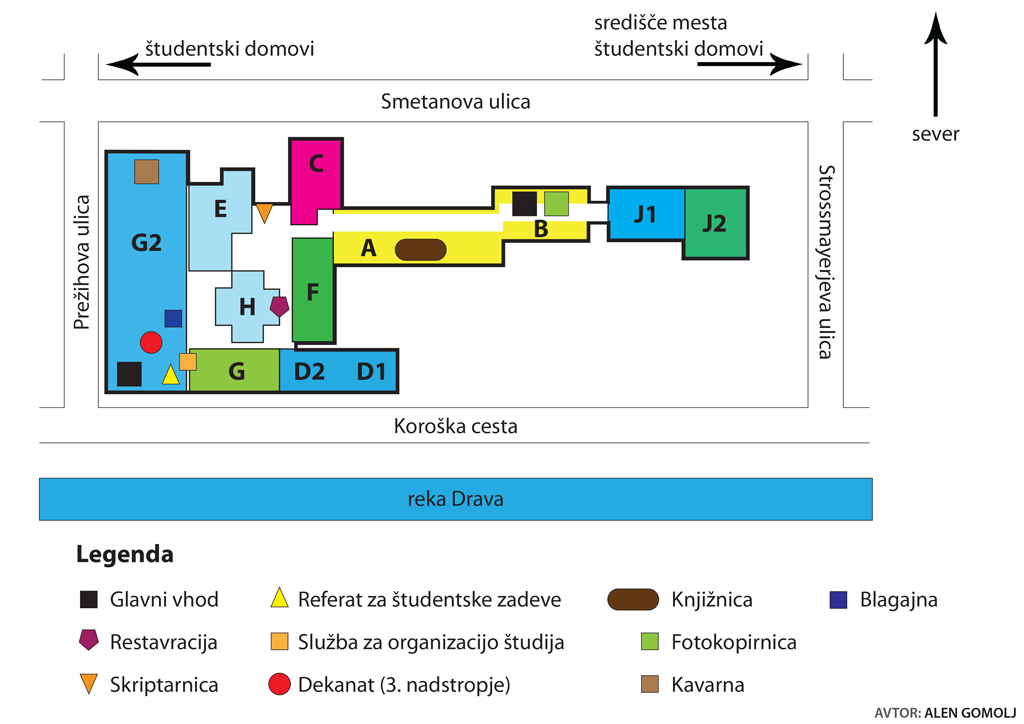 študentski domovi
središče mesta
študentski domovi
Smetanova ulica
sever
Prežihova ulica
Strossmayerjeva ulica
C
E
G2
A
B
J1
J2
H
F
G
D2
D1
Koroška cesta
reka Drava
Legenda
Glavni vhod
Referat za študentske zadeve
Knjižnica
Blagajna
Restavracija
Služba za organizacijo študija
Fotokopirnica
Skriptarnica
Dekanat (3. nadstropje)
Kavarna
AVTOR: ALEN GOMOLJ